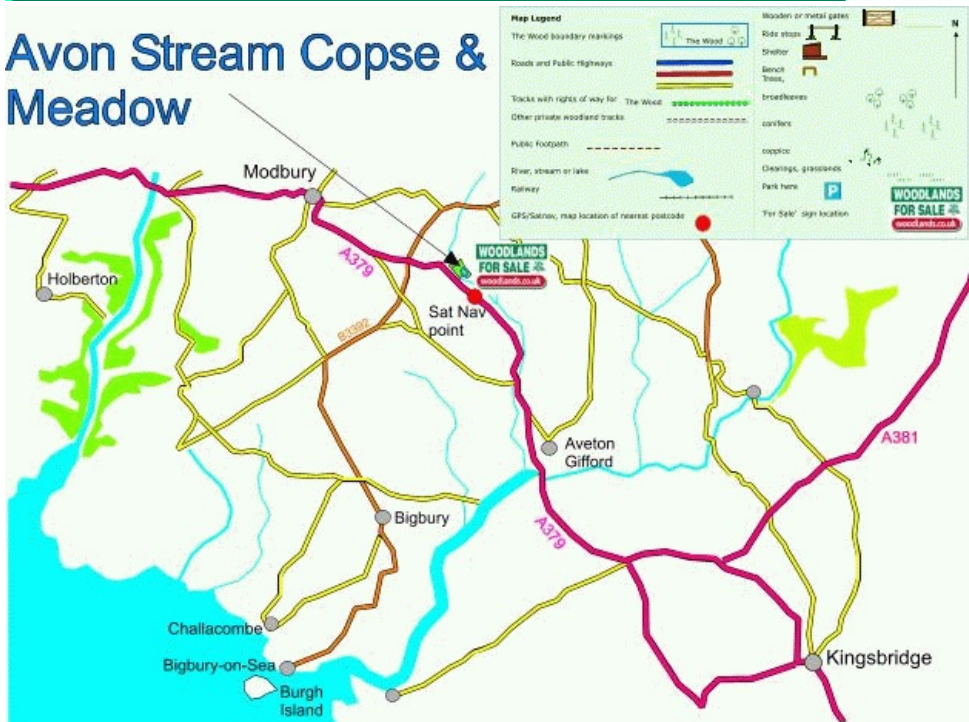 Avon Stream Copse &
Meadow
Map Legend
The Wood boundary markings
The Wood
Roads and Public Highways
Tracks with rights of way for The Wood
Other private woodland tracks
Public Footpath
River, stream or lake
Railway
GPS/Satnav, map location of nearest postcode
Wooden or metal gates
Ride stops
Shelter
Bench
Trees,
broadleaves
conifers
coppice
Clearings, grasslands
Park here
P
'For Sale' sign location
N
WOODLANDS
FOR SALE
woodlands.co.uk
Modbury
A379
WOODLANDS
FOR SALE
woodlands.co.uk
Holberton
Sat Nav
point
B3392
A381
Aveton
Gifford
Bigbury
A379
Challacombe
Bigbury-on-Sea
Burgh
Island
Kingsbridge